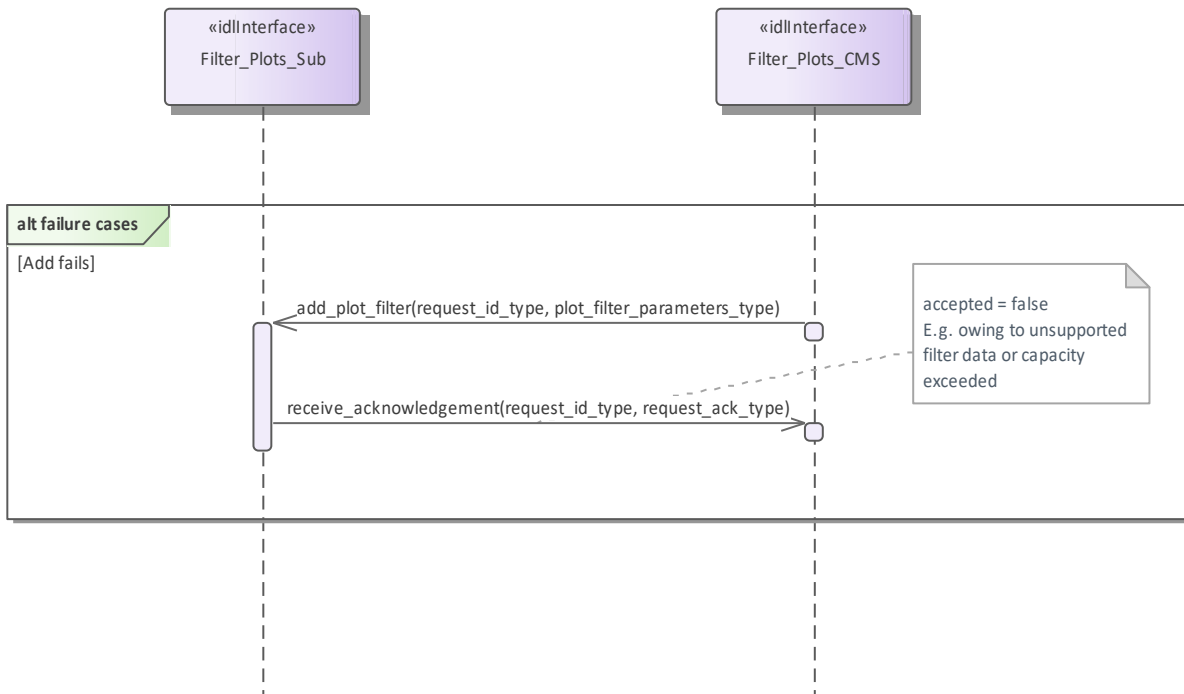 «idlInterface»
Filter_Plots_Sub
«idlInterface»
Filter_Plots_CMS
alt failure cases
[Add fails]
add_plot_filter(request_id_type, plot_filter_parameters_type)
accepted = false
E.g. owing to unsupported
filter data or capacity
exceeded
receive_acknowledgement(request_id_type, request_ack_type)